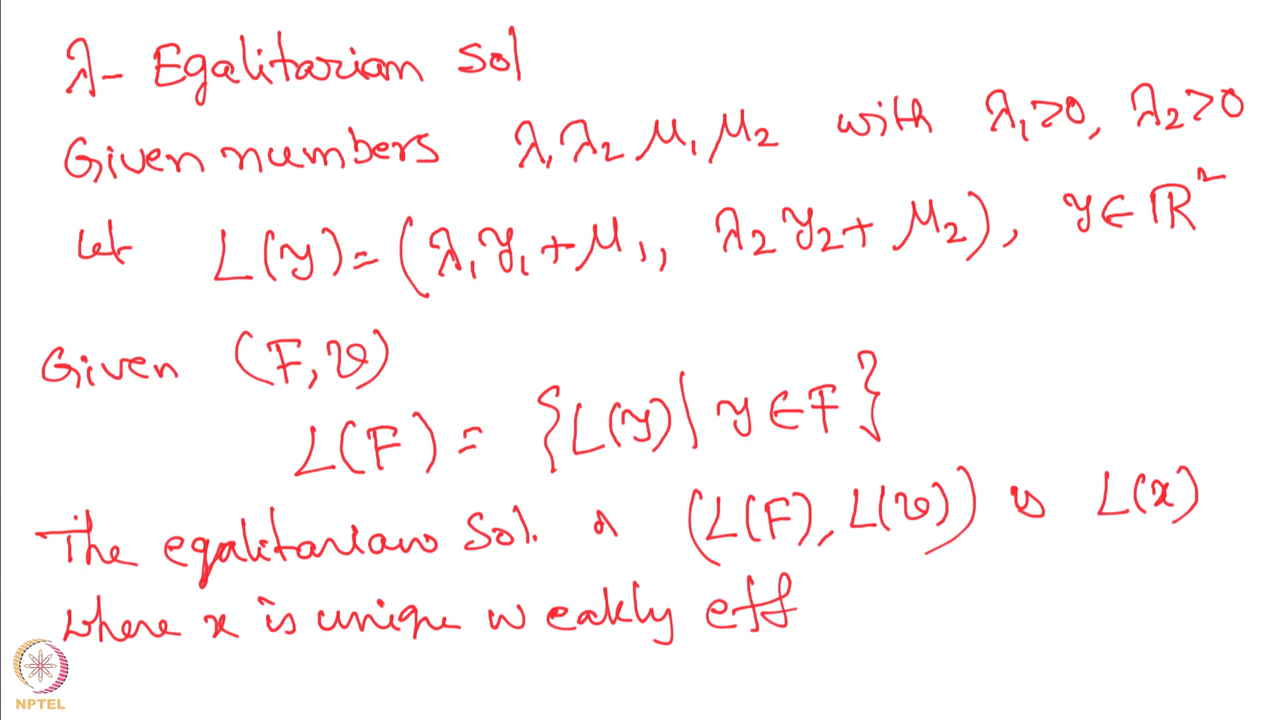 λ- Egalitarian Sol
Given numbers λ₁ λ₂ μ₁ μ₂ with λ₁>0, λ₂>0
let L(y) = (λ₁y₁+μ₁, λ₂y₂+μ₂), y∈ℝ²
Given (F,v)
L(F) = {L(y) | y∈F}
The egalitarian Sol. of (L(F), L(v)) is L(x)
where x is unique weakly eff
NPTEL